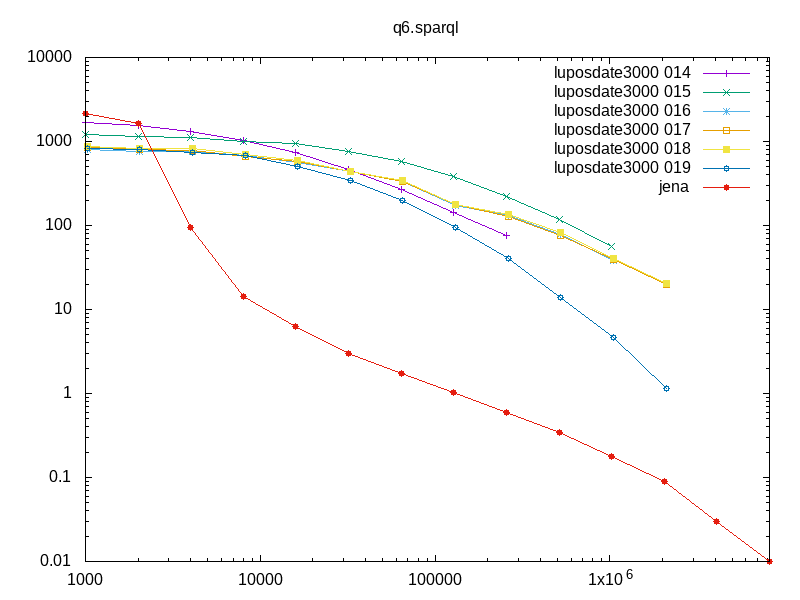 q6.sparql
10000
1000
100
10
1
0.1
0.01
1000
10000
100000
1x10^6
luposdate3000 014
luposdate3000 015
luposdate3000 016
luposdate3000 017
luposdate3000 018
luposdate3000 019
jena